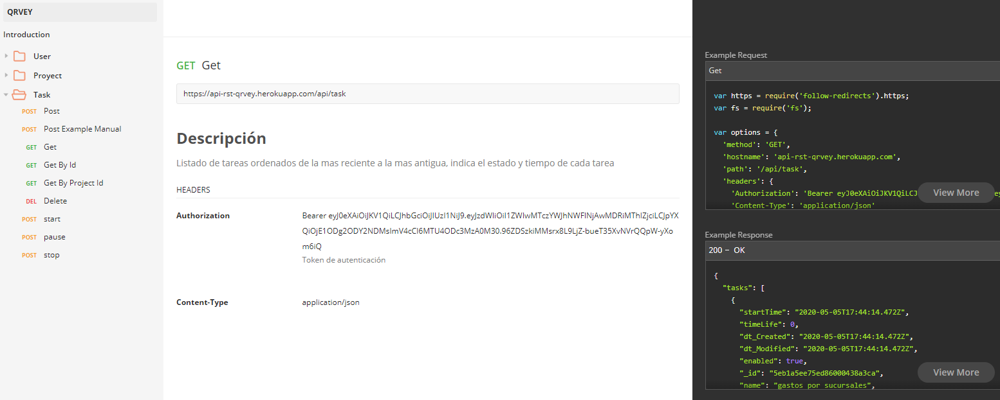 QRVEY
Introduction
User
Proyect
Task
POST Post
POST Post Example Manual
GET Get
GET Get By Id
GET Get By Project Id
DEL Delete
POST start
POST pause
POST stop
GET Get
https://api-rst-qrvey.herokuapp.com/api/task
Descripción
Listado de tareas ordenados de la mas reciente a la mas antigua, indica el estado y tiempo de cada tarea
HEADERS
Authorization
Bearer
Token de autenticación
Content-Type
application/json
Example Request
Get
var https = require('follow-redirects').https;
var fs = require('fs');
var options = {
'method': 'GET',
'hostname': 'api-rst-qrvey.herokuapp.com',
'path': '/api/task',
'headers': {
'Authorization': 'Bearer eyJ0eXAiOiJKV1QiLCJ
'Content-Type': 'application/json'
View More
Example Response
200 − OK
{
"tasks": [
{
"startTime": "2020-05-05T17:44:14.472Z",
"timeLife": 0,
"dt_Created": "2020-05-05T17:44:14.472Z",
"dt_Modified": "2020-05-05T17:44:14.472Z",
"enabled": true,
"_id": "5eb1a5ee75ed86000438a3ca",
"name": "gastos por sucursales",
View More